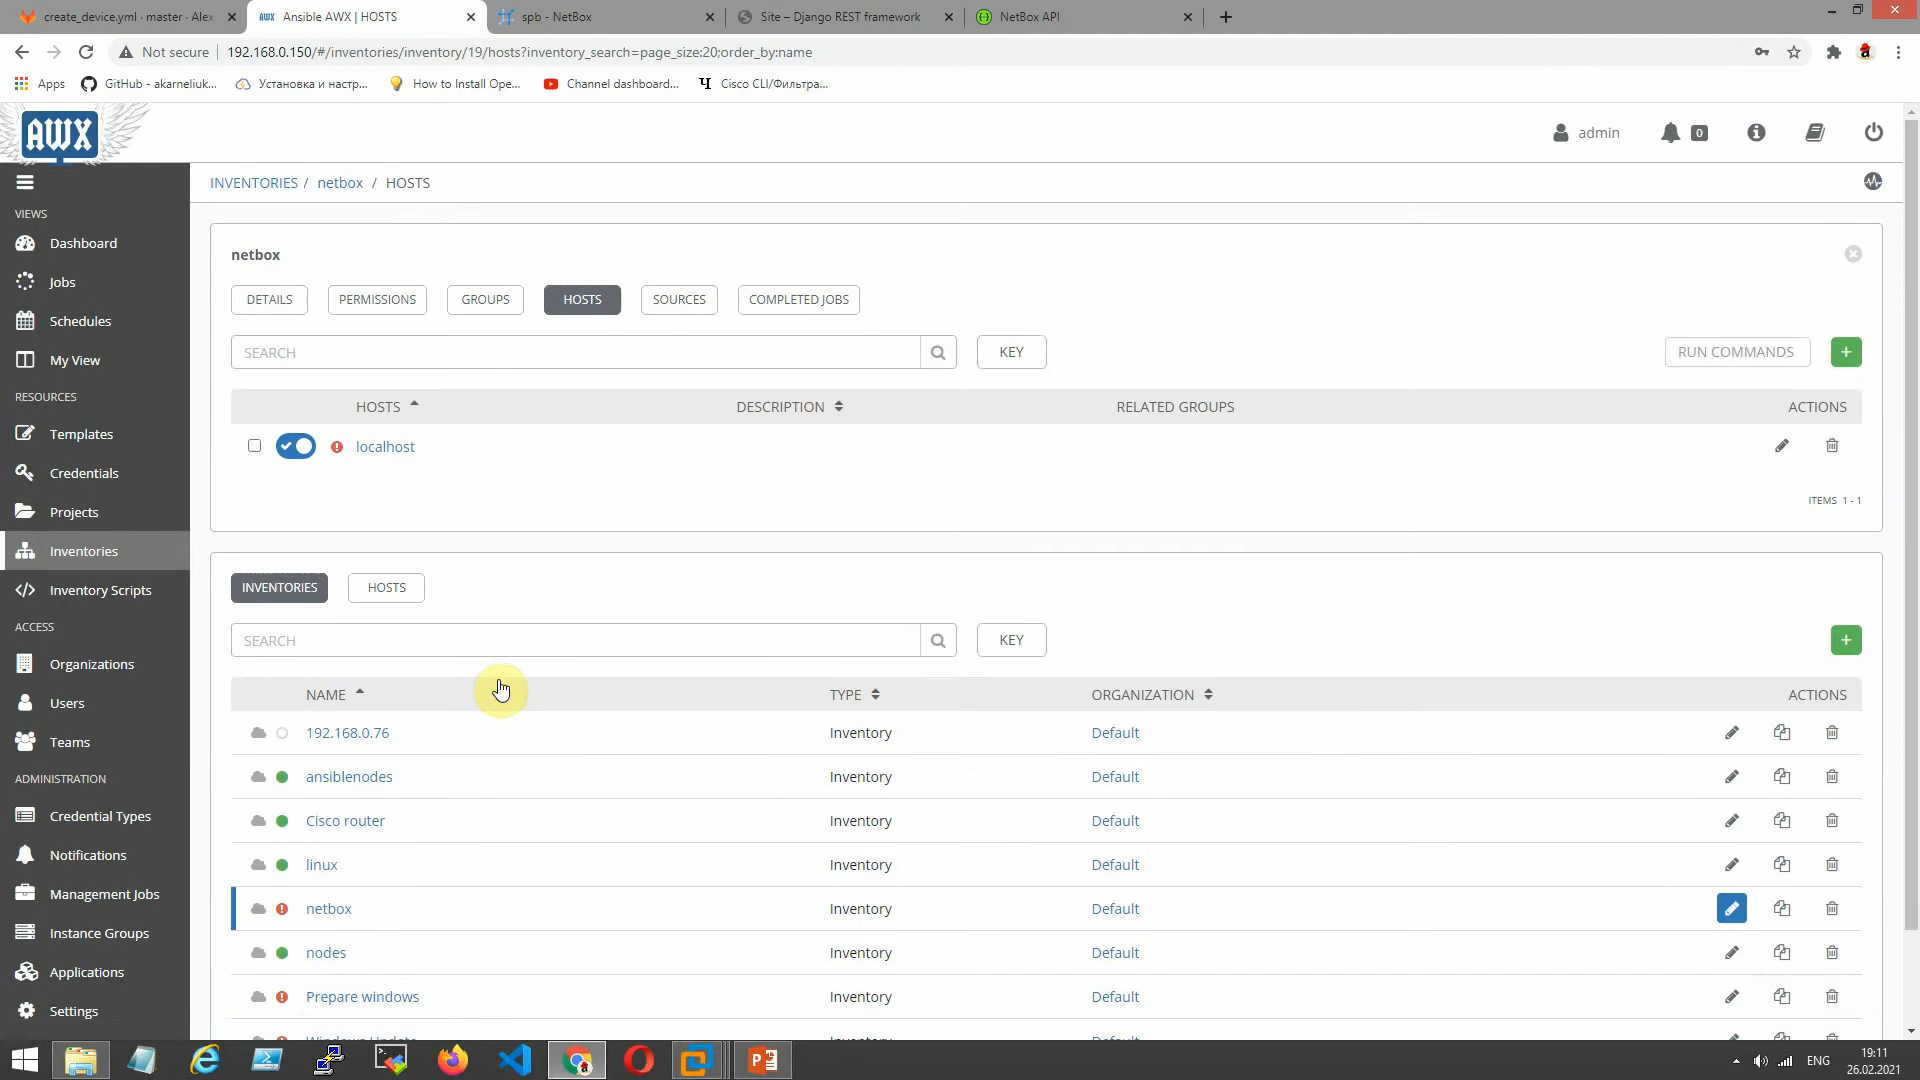 create_device.yml · master · Alex
Ansible AWX | HOSTS
spb - NetBox
Site – Django REST framework
NetBox API
Not secure
192.168.0.150/#/inventories/inventory/19/hosts?inventory_search=page_size:20;order_by:name
Apps
GitHub - akarneliuk...
Установка и настр...
How to Install Ope...
Channel dashboard...
Cisco CLI/Фильтра...
AWX
admin
0
INVENTORIES / netbox / HOSTS
VIEWS
Dashboard
Jobs
Schedules
My View
RESOURCES
Templates
Credentials
Projects
Inventories
Inventory Scripts
ACCESS
Organizations
Users
Teams
ADMINISTRATION
Credential Types
Notifications
Management Jobs
Instance Groups
Applications
Settings
netbox
DETAILS
PERMISSIONS
GROUPS
HOSTS
SOURCES
COMPLETED JOBS
SEARCH
KEY
RUN COMMANDS
HOSTS
DESCRIPTION
RELATED GROUPS
ACTIONS
localhost
ITEMS 1 - 1
INVENTORIES
HOSTS
SEARCH
KEY
NAME
TYPE
ORGANIZATION
ACTIONS
192.168.0.76 Inventory Default
ansiblenodes Inventory Default
Cisco router Inventory Default
linux Inventory Default
netbox Inventory Default
nodes Inventory Default
Prepare windows Inventory Default
ENG
19:11
26.02.2021